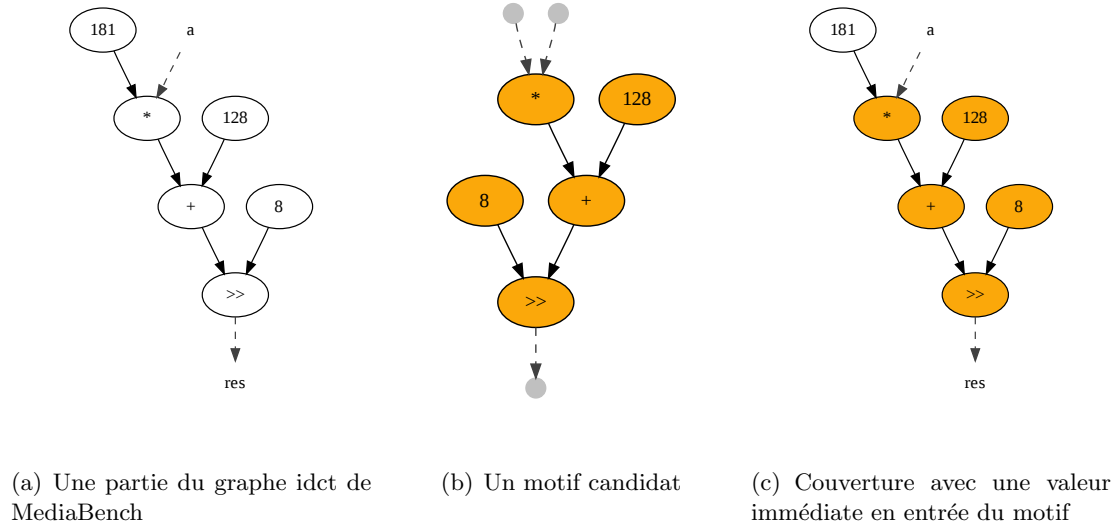 181
a
*
128
+
8
>>
res
(a) Une partie du graphe idct de
MediaBench
*
128
8
+
>>
(b) Un motif candidat
181
a
*
128
+
8
>>
res
(c) Couverture avec une valeur
immédiate en entrée du motif